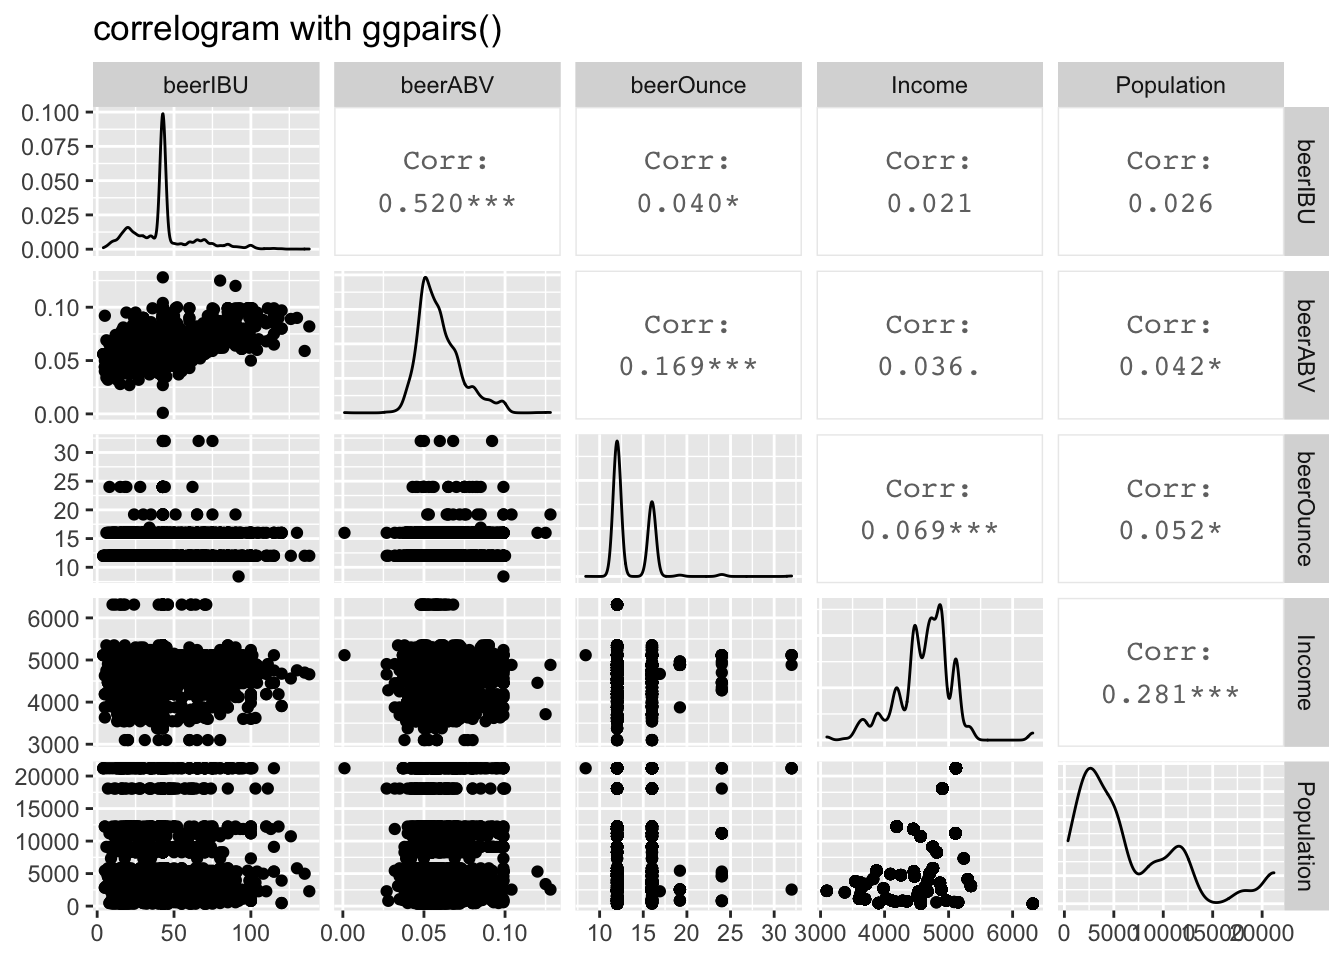 correlogram with ggpairs()
beerIBU beerABV beerOunce Income Population
0.100
0.075
0.050
0.025
0.000
Corr:
0.520***
Corr:
0.040*
Corr:
0.021
Corr:
0.026
beerIBU
0.10
0.05
0.00
Corr:
0.169***
Corr:
0.036.
Corr:
0.042*
beerABV
30
25
20
15
10
Corr:
0.069***
Corr:
0.052*
beerOunce
6000
5000
4000
3000
Corr:
0.281***
Income
20000
15000
10000
5000
0
Population
0 50 100
0.00 0.05 0.10
10 15 20 25 30
3000 4000 5000 6000
0 5000 10000 15000 20000